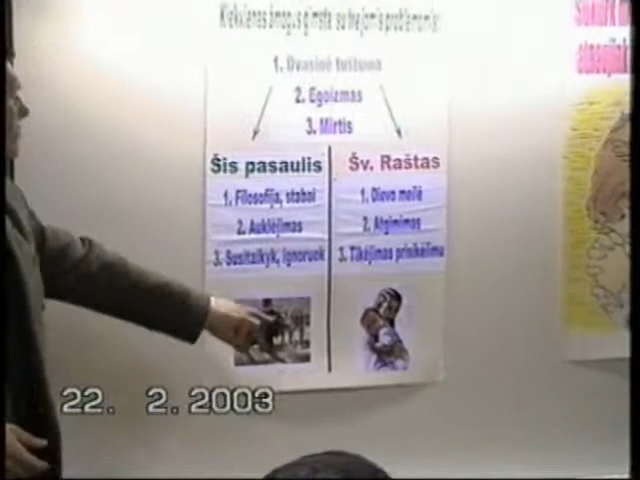 Kiekvienas žmogus gimsta su trejomis problemomis:
1. Dvasinė tuštuma
2. Egoizmas
3. Mirtis
Šis pasaulis
1. Filosofija, stabai
2. Auklėjimas
3. Susitaikyk, ignoruok
Šv. Raštas
1. Dievo meilė
2. Atgimimas
3. Tikėjimas prisikėlimu
22. 2.2003